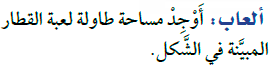 ألعاب: أَوْجِدْ مساحة طاولة لعبة القطار
المبيَّنة في الشَّكل.